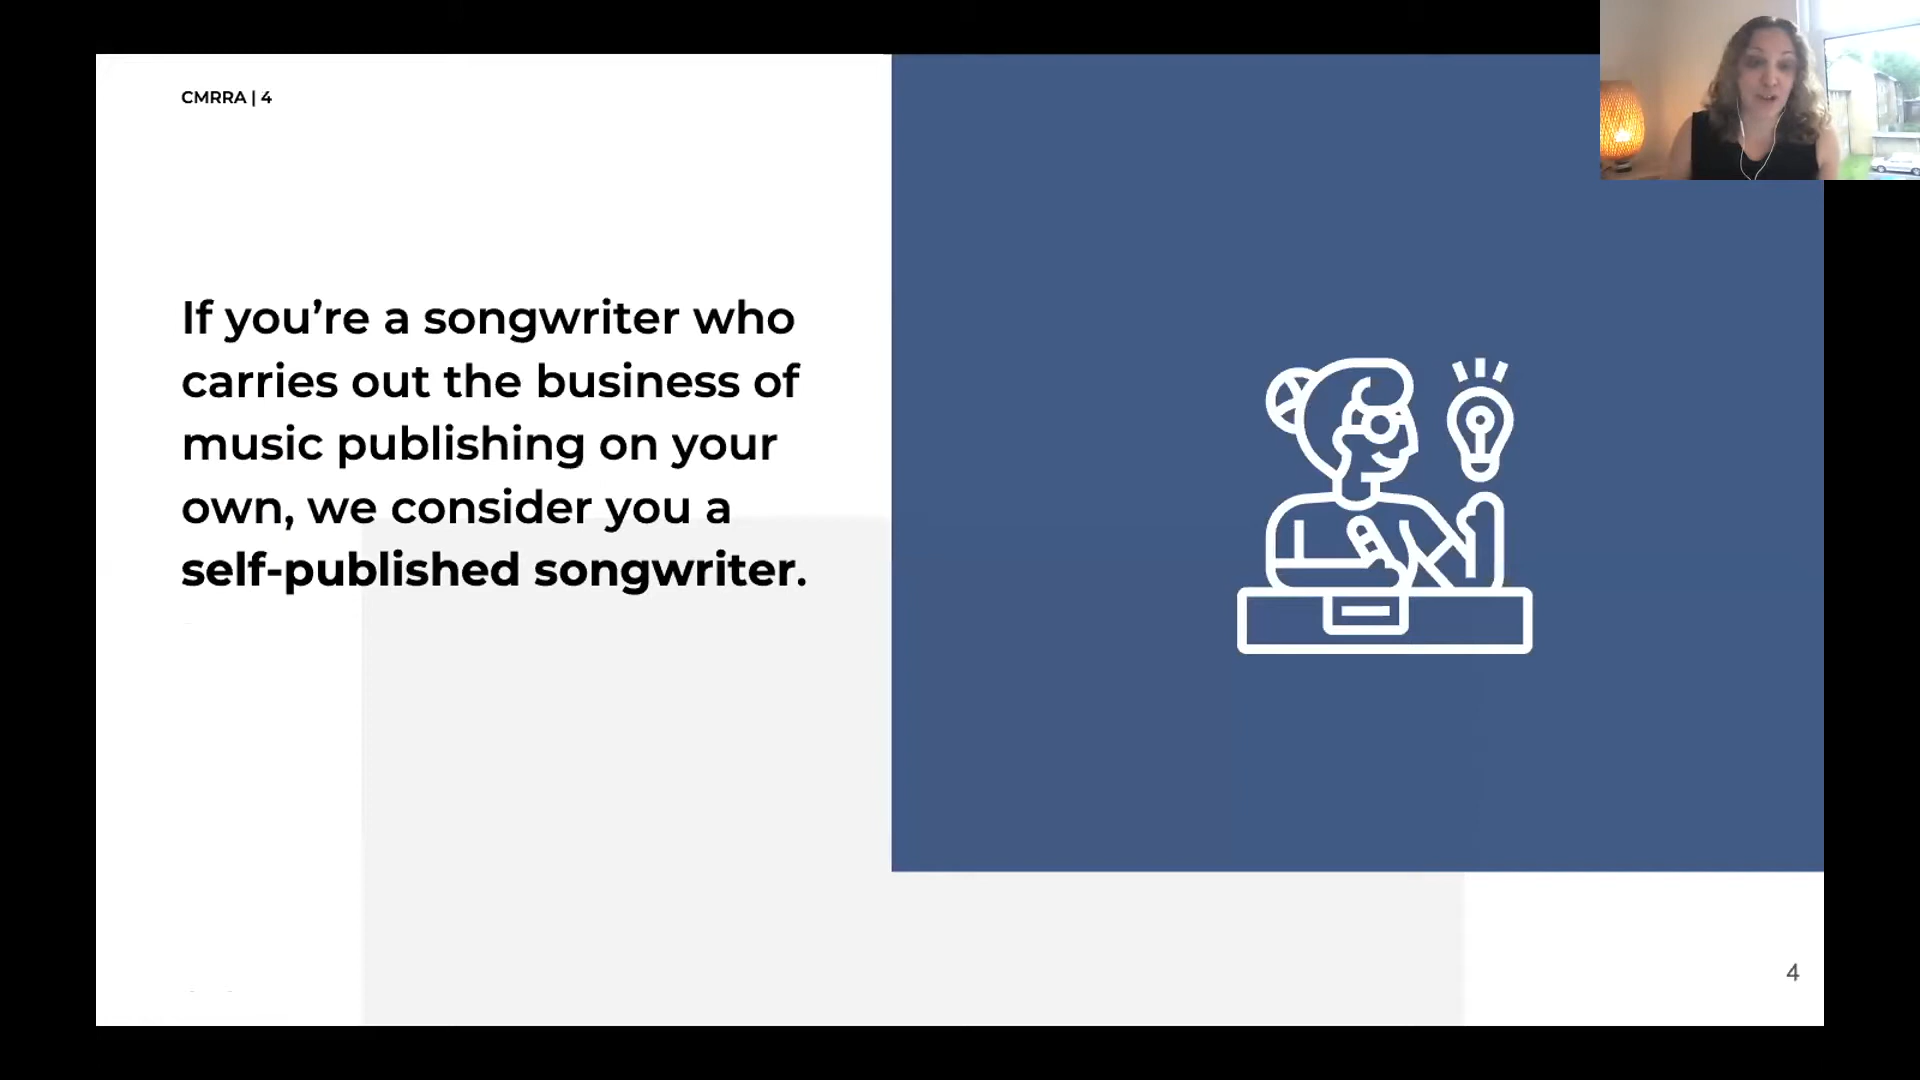 CMRRA | 4
If you’re a songwriter who
carries out the business of
music publishing on your
own, we consider you a
self-published songwriter.
4